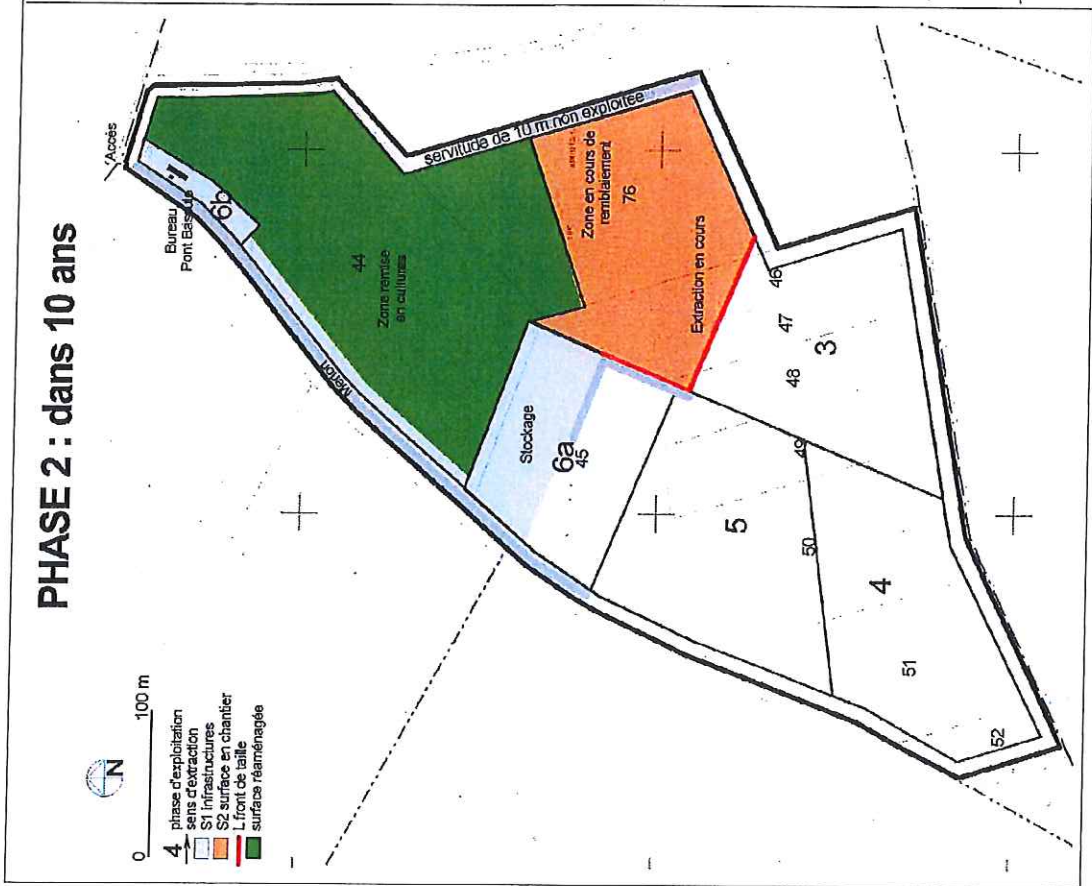 PHASE 2 : dans 10 ans
N
0
100 m
4
phase d'exploitation
sens d'extraction
S1 infrastructures
S2 surface en chantier
L front de taille
surface réaménagée
Accès
Bureau
Pont Bascule
6b
Merlon
44
Zone remise
en cultures
servitude de 10 m non exploitée
Zone en cours de
remblaiement
76
Extraction en cours
Stockage
6a
45
46
47
48
3
49
5
50
4
51
52